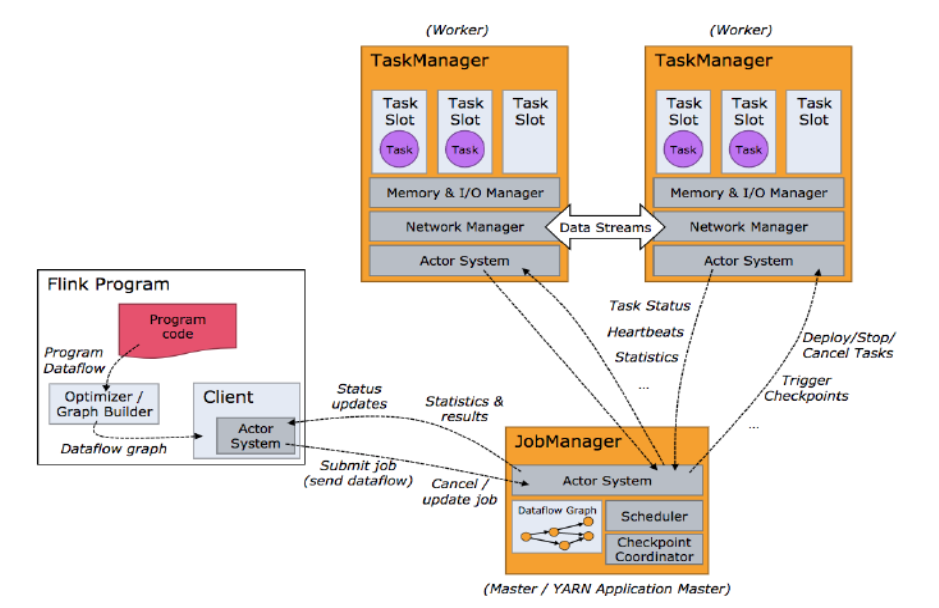 (Worker)
(Worker)
TaskManager
Task
Slot
Task
Task
Slot
Task
Task
Slot
Memory & I/O Manager
Network Manager
Actor System
Data Streams
TaskManager
Task
Slot
Task
Task
Slot
Task
Task
Slot
Memory & I/O Manager
Network Manager
Actor System
Flink Program
Program
code
Program
Dataflow
Optimizer /
Graph Builder
Dataflow graph
Client
Actor
System
Status
updates
Statistics &
results
Submit job
(send dataflow)
Cancel /
update job
Task Status
Heartbeats
Statistics
...
Deploy/Stop/
Cancel Tasks
Trigger
Checkpoints
...
JobManager
Actor System
Dataflow Graph
Scheduler
Checkpoint
Coordinator
(Master / YARN Application Master)